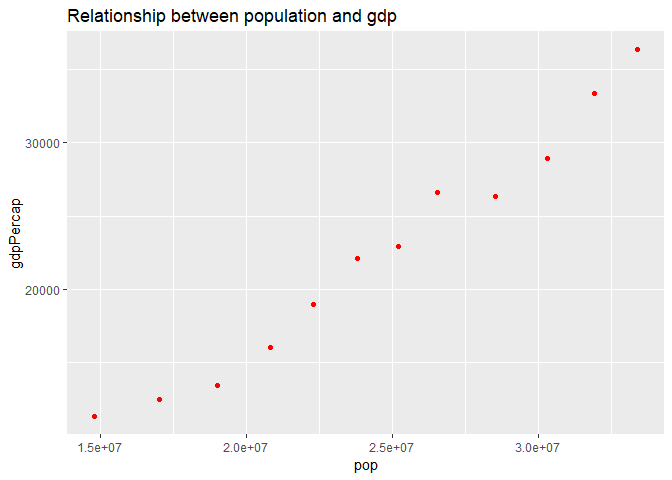 Relationship between population and gdp
30000
20000
gdpPercap
1.5e+07 2.0e+07 2.5e+07 3.0e+07
pop